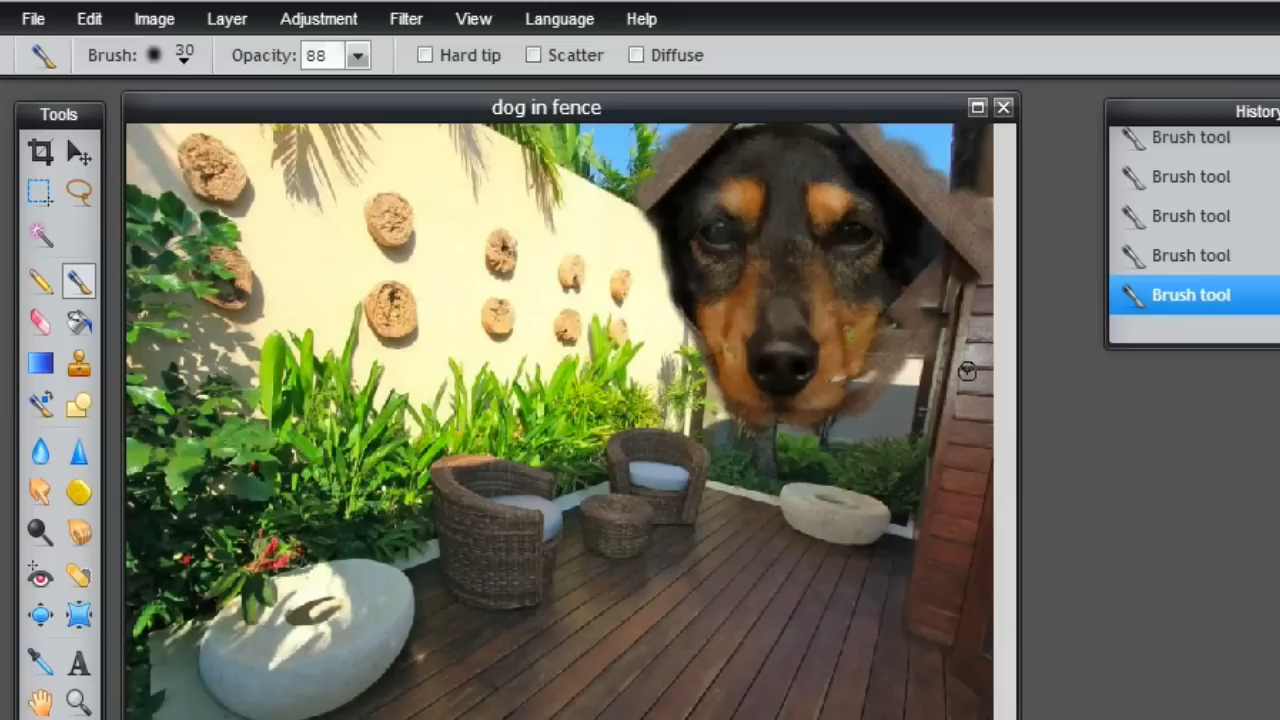 File Edit Image Layer Adjustment Filter View Language Help
Brush: 30 Opacity: 88 Hard tip Scatter Diffuse
Tools
dog in fence
History
Brush tool
Brush tool
Brush tool
Brush tool
Brush tool